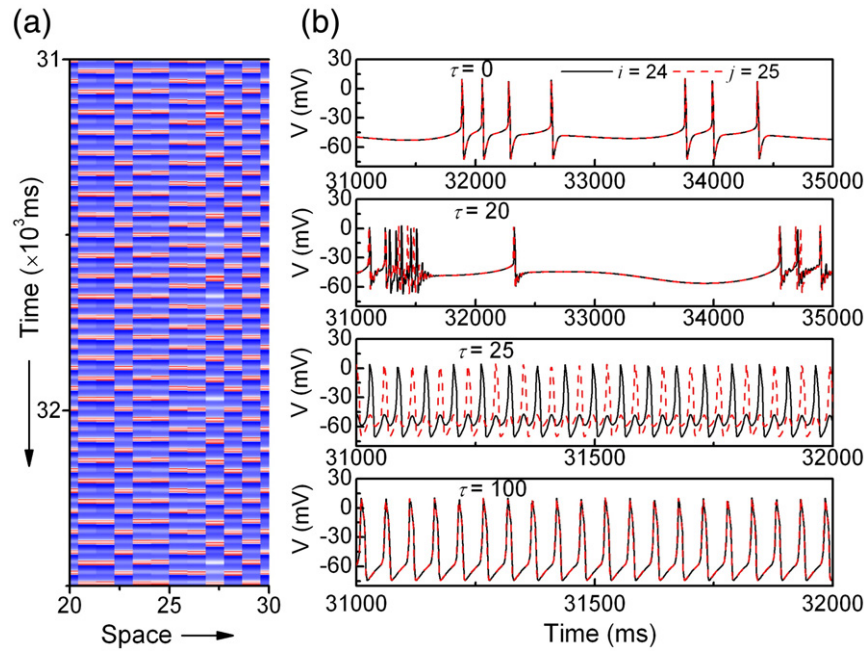 (a)
31
32
Time (×10³ms)
20 25 30
Space
(b)
30
0
-30
-60
V (mV)
τ = 0
i = 24 j = 25
31000 32000 33000 34000 35000
30
0
-30
-60
V (mV)
τ = 20
31000 32000 33000 34000 35000
30
0
-30
-60
V (mV)
τ = 25
31000 31500 32000
30
0
-30
-60
V (mV)
τ = 100
31000 31500 32000
Time (ms)